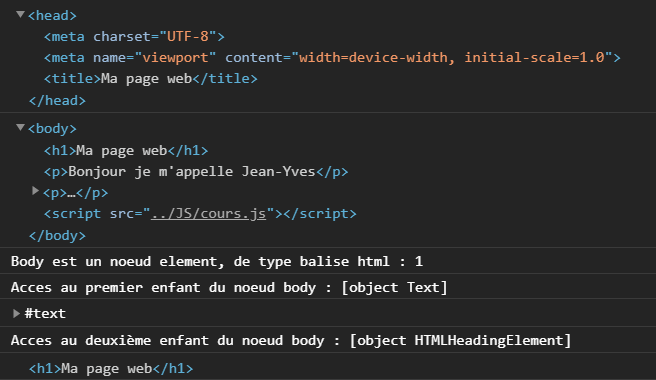 <head>
<meta charset="UTF-8">
<meta name="viewport" content="width=device-width, initial-scale=1.0">
<title>Ma page web</title>
</head>
<body>
<h1>Ma page web</h1>
<p>Bonjour je m'appelle Jean-Yves</p>
<p>…</p>
<script src="../JS/cours.js"></script>
</body>
Body est un noeud element, de type balise html : 1
Acces au premier enfant du noeud body : [object Text]
#text
Acces au deuxième enfant du noeud body : [object HTMLHeadingElement]
<h1>Ma page web</h1>